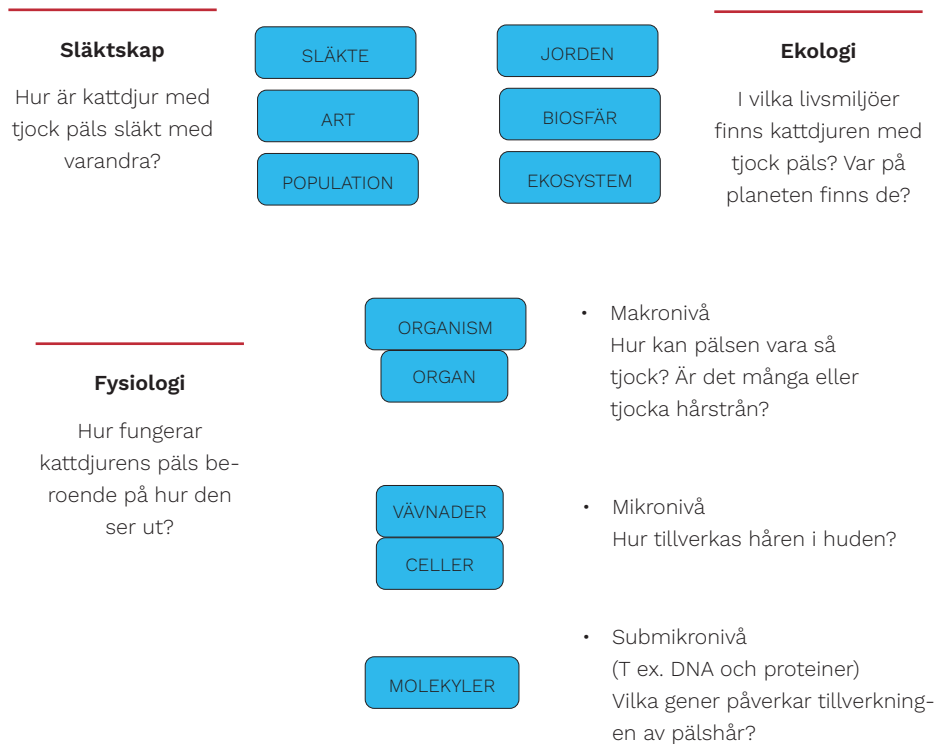 Släktskap
Hur är kattdjur med
tjock päls släkt med
varandra?
SLÄKTE
ART
POPULATION
JORDEN
BIOSFÄR
EKOSYSTEM
Ekologi
I vilka livsmiljöer
finns kattdjuren med
tjock päls? Var på
planeten finns de?
Fysiologi
Hur fungerar
kattdjurens päls be-
roende på hur den
ser ut?
ORGANISM
ORGAN
• Makronivå
Hur kan pälsen vara så
tjock? Är det många eller
tjocka hårstrån?
VÄVNADER
CELLER
• Mikronivå
Hur tillverkas håren i huden?
MOLEKYLER
• Submikronivå
(T ex. DNA och proteiner)
Vilka gener påverkar tillverkning-
en av pälshår?